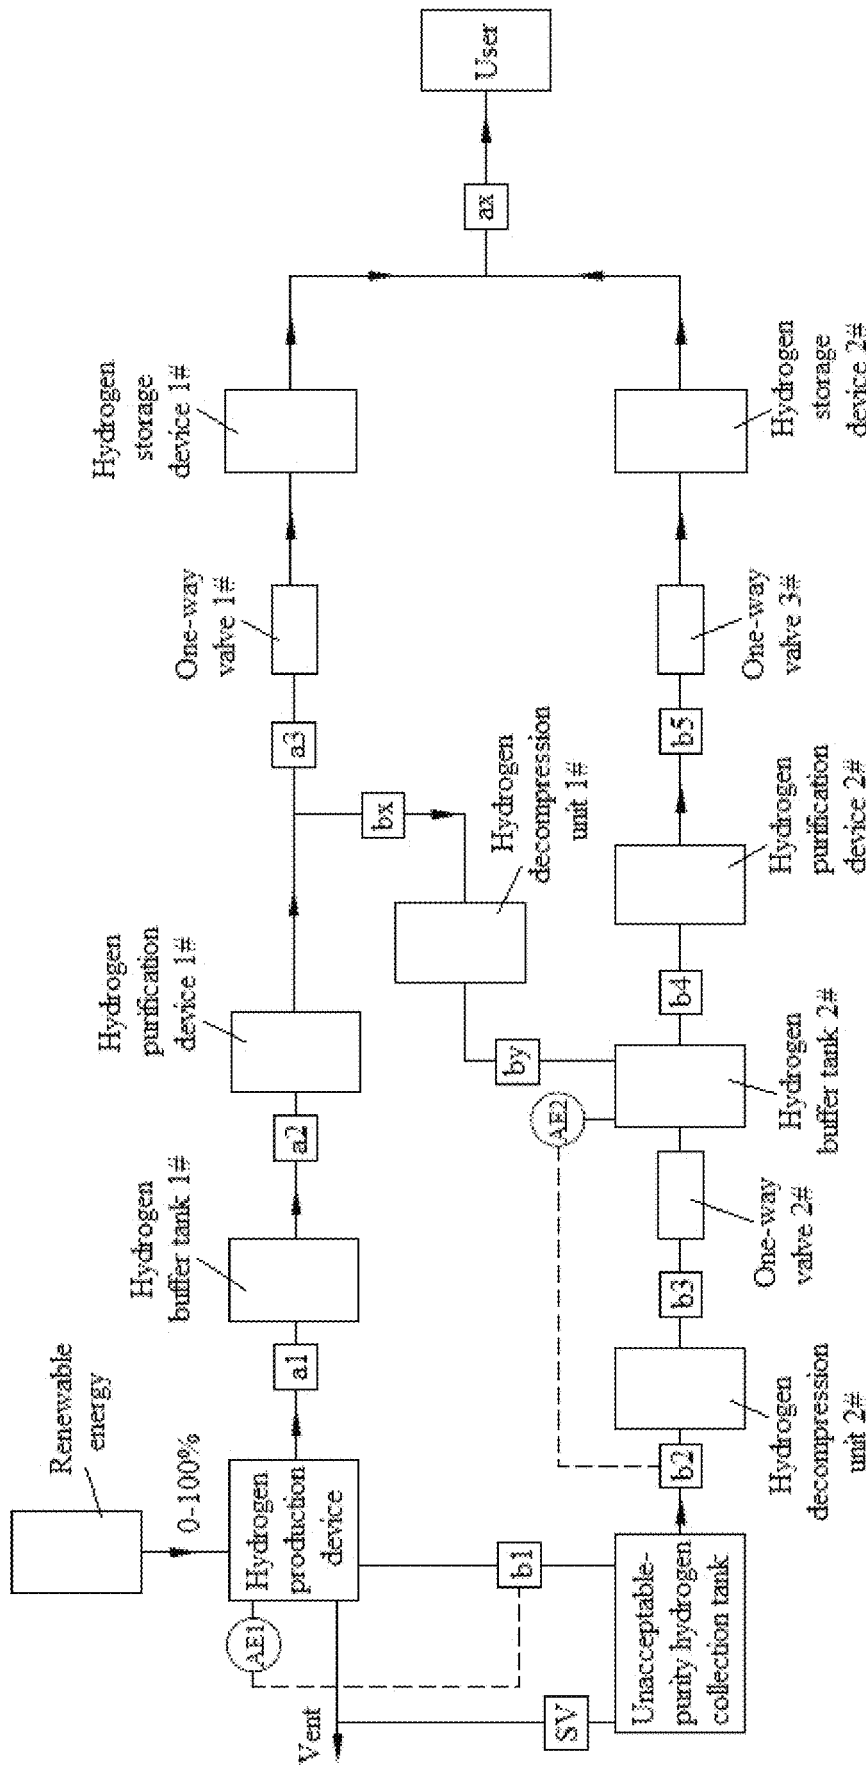 Renewable
energy
0-100%
Hydrogen
production
device
AE1
Vent
a1
Hydrogen
buffer tank 1#
a2
Hydrogen
purification
device 1#
a3
One-way
valve 1#
Hydrogen
storage
device 1#
bx
Hydrogen
decompression
unit 1#
by
AE2
ax
User
b1
SV
Unacceptable-
purity hydrogen
collection tank
b2
Hydrogen
decompression
unit 2#
b3
One-way
valve 2#
Hydrogen
buffer tank 2#
b4
Hydrogen
purification
device 2#
b5
One-way
valve 3#
Hydrogen
storage
device 2#